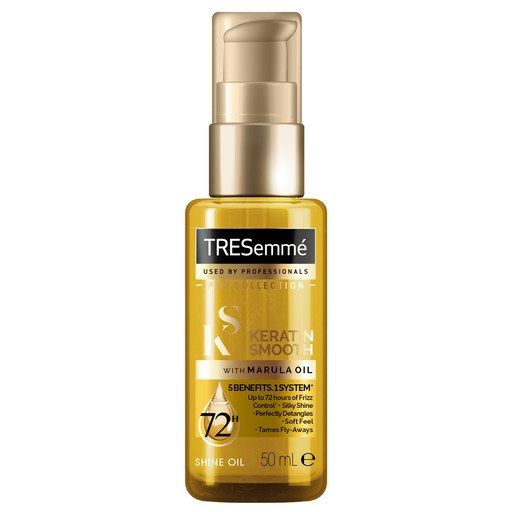 TRESemmé
USED BY PROFESSIONALS
PRO COLLECTION
KS
KERATIN
SMOOTH
WITH MARULA OIL
5 BENEFITS. 1 SYSTEM*
Up to 72 hours of Frizz
Control* • Silky Shine
• Perfectly Detangles
• Soft Feel
• Tames Fly-Aways
72H
SHINE OIL
50 mL ℮